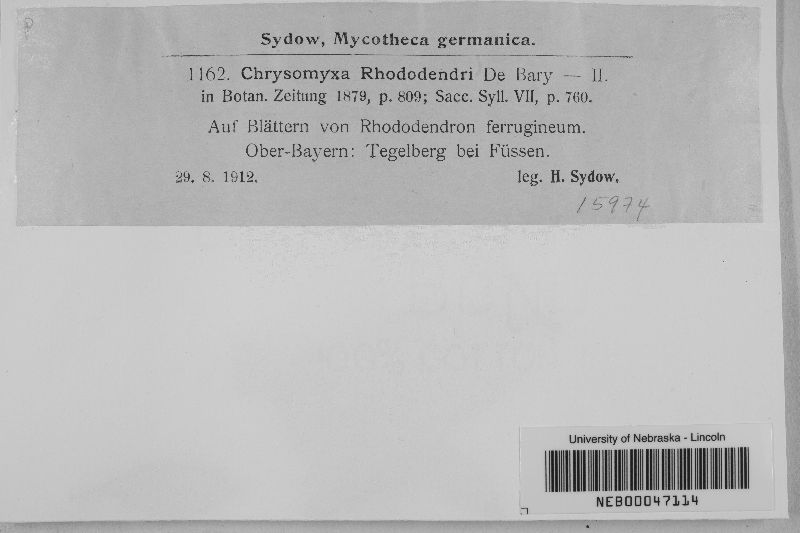 Sydow, Mycotheca germanica.
1162. Chrysomyxa Rhododendri De Bary — II.
in Botan. Zeitung 1879, p. 809; Sacc. Syll. VII, p. 760.
Auf Blättern von Rhododendron ferrugineum.
Ober-Bayern: Tegelberg bei Füssen.
29. 8. 1912. leg. H. Sydow.
15974
University of Nebraska - Lincoln
NEB00047114